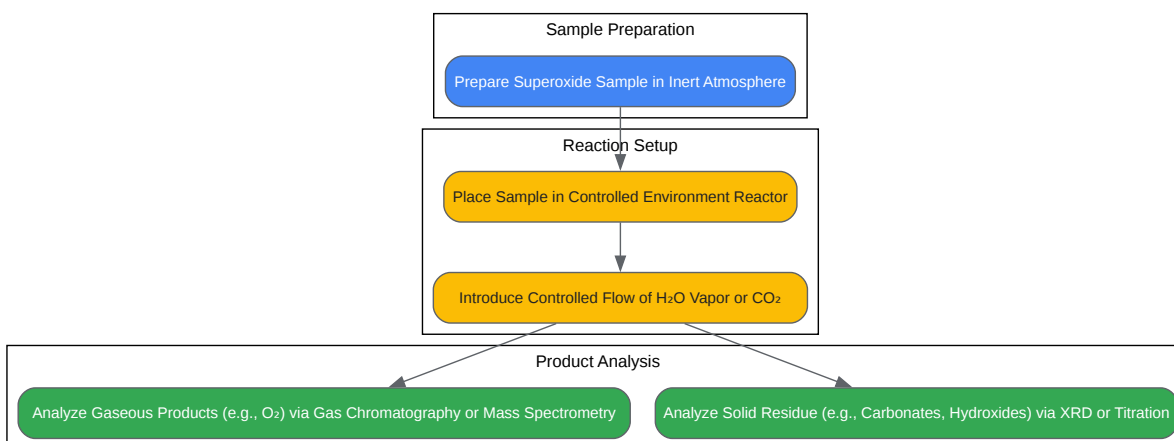 Sample Preparation
Prepare Superoxide Sample in Inert Atmosphere
Reaction Setup
Place Sample in Controlled Environment Reactor
Introduce Controlled Flow of H₂O Vapor or CO₂
Product Analysis
Analyze Gaseous Products (e.g., O₂) via Gas Chromatography or Mass Spectrometry
Analyze Solid Residue (e.g., Carbonates, Hydroxides) via XRD or Titration